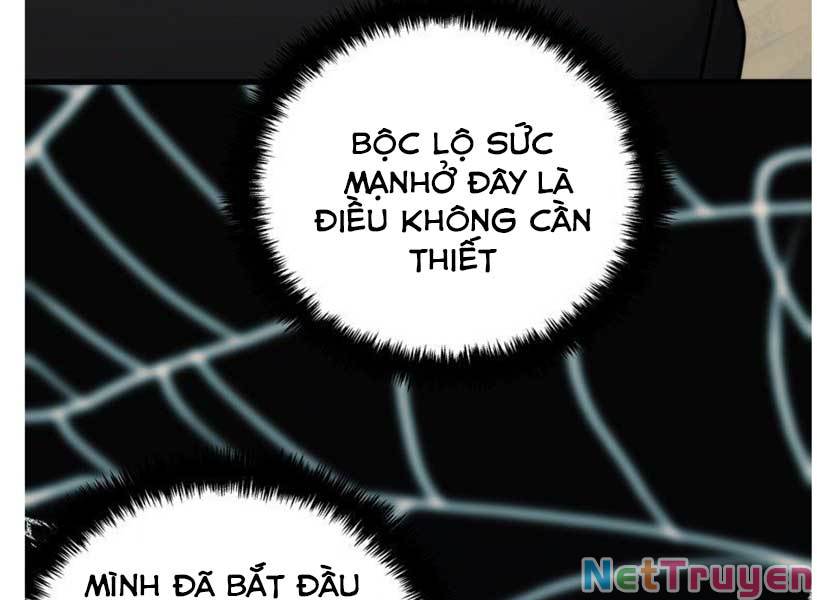 BỘC LỘ SỨC
MẠNHỞ ĐÂY LÀ
ĐIỀU KHÔNG CẦN
THIẾT
MÌNH ĐÃ BẮT ĐẦU
NetTruyen